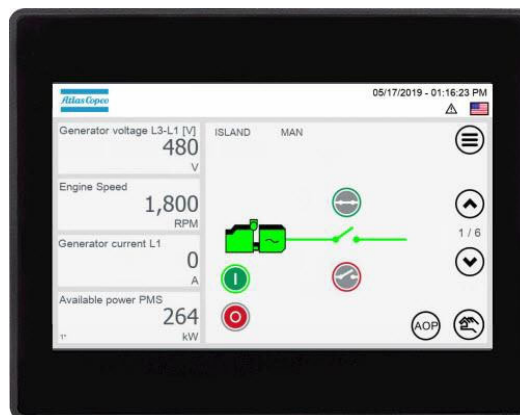 Atlas Copco
05/17/2019 - 01:16:23 PM
Generator voltage L3-L1 [V]
480
V
Engine Speed
1,800
RPM
Generator current L1
0
A
Available power PMS
264
1*
kW
ISLAND MAN
I
O
1 / 6
AOP